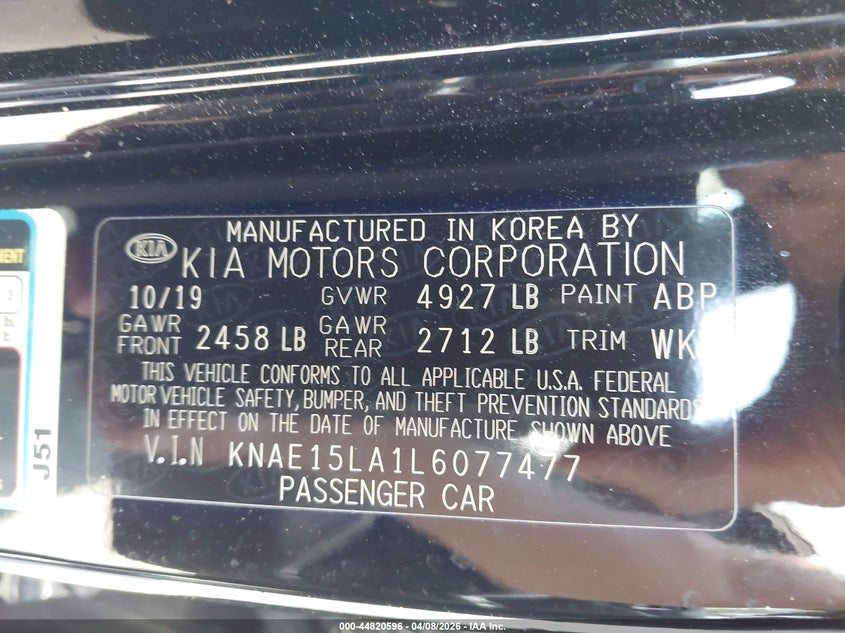 MANUFACTURED IN KOREA BY
KIA KIA MOTORS CORPORATION
10/19 GVWR 4927 LB PAINT ABP
GAWR FRONT 2458 LB GAWR REAR 2712 LB TRIM WK
THIS VEHICLE CONFORMS TO ALL APPLICABLE U.S.A. FEDERAL
MOTOR VEHICLE SAFETY, BUMPER, AND THEFT PREVENTION STANDARDS
IN EFFECT ON THE DATE OF MANUFACTURE SHOWN ABOVE
V.I.N KNAE15LA1L6077477
PASSENGER CAR
J51
000-44820596 - 04/08/2026 - IAA Inc.